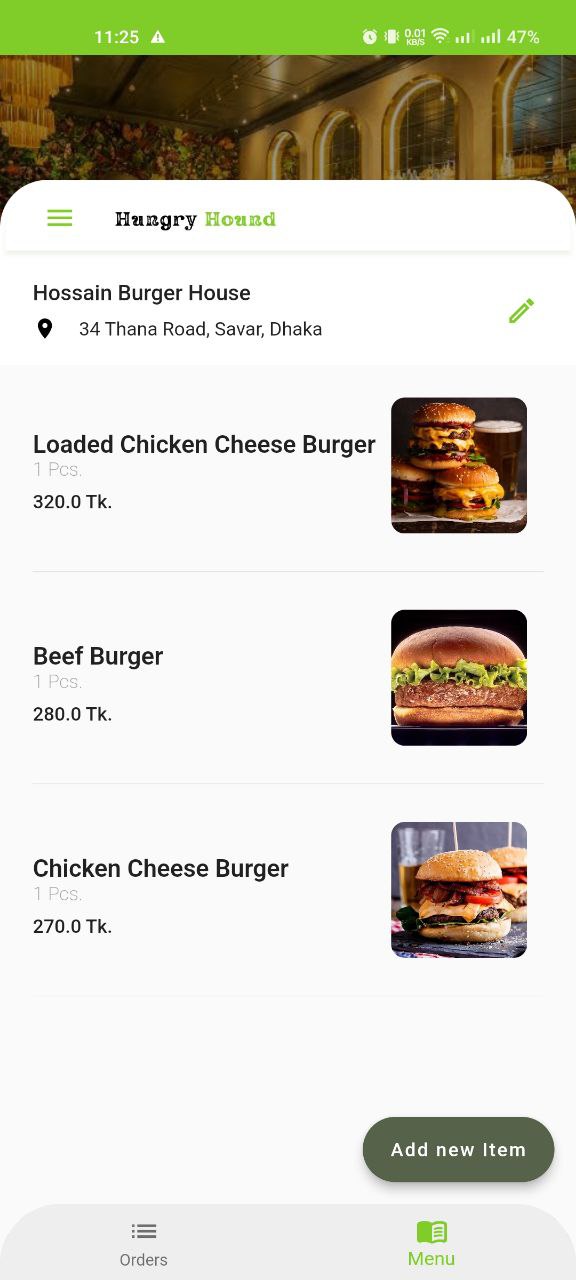 11:25
0.01
KB/S
47%
Hungry Hound
Hossain Burger House
34 Thana Road, Savar, Dhaka
Loaded Chicken Cheese Burger
1 Pcs.
320.0 Tk.
Beef Burger
1 Pcs.
280.0 Tk.
Chicken Cheese Burger
1 Pcs.
270.0 Tk.
Add new Item
Orders
Menu